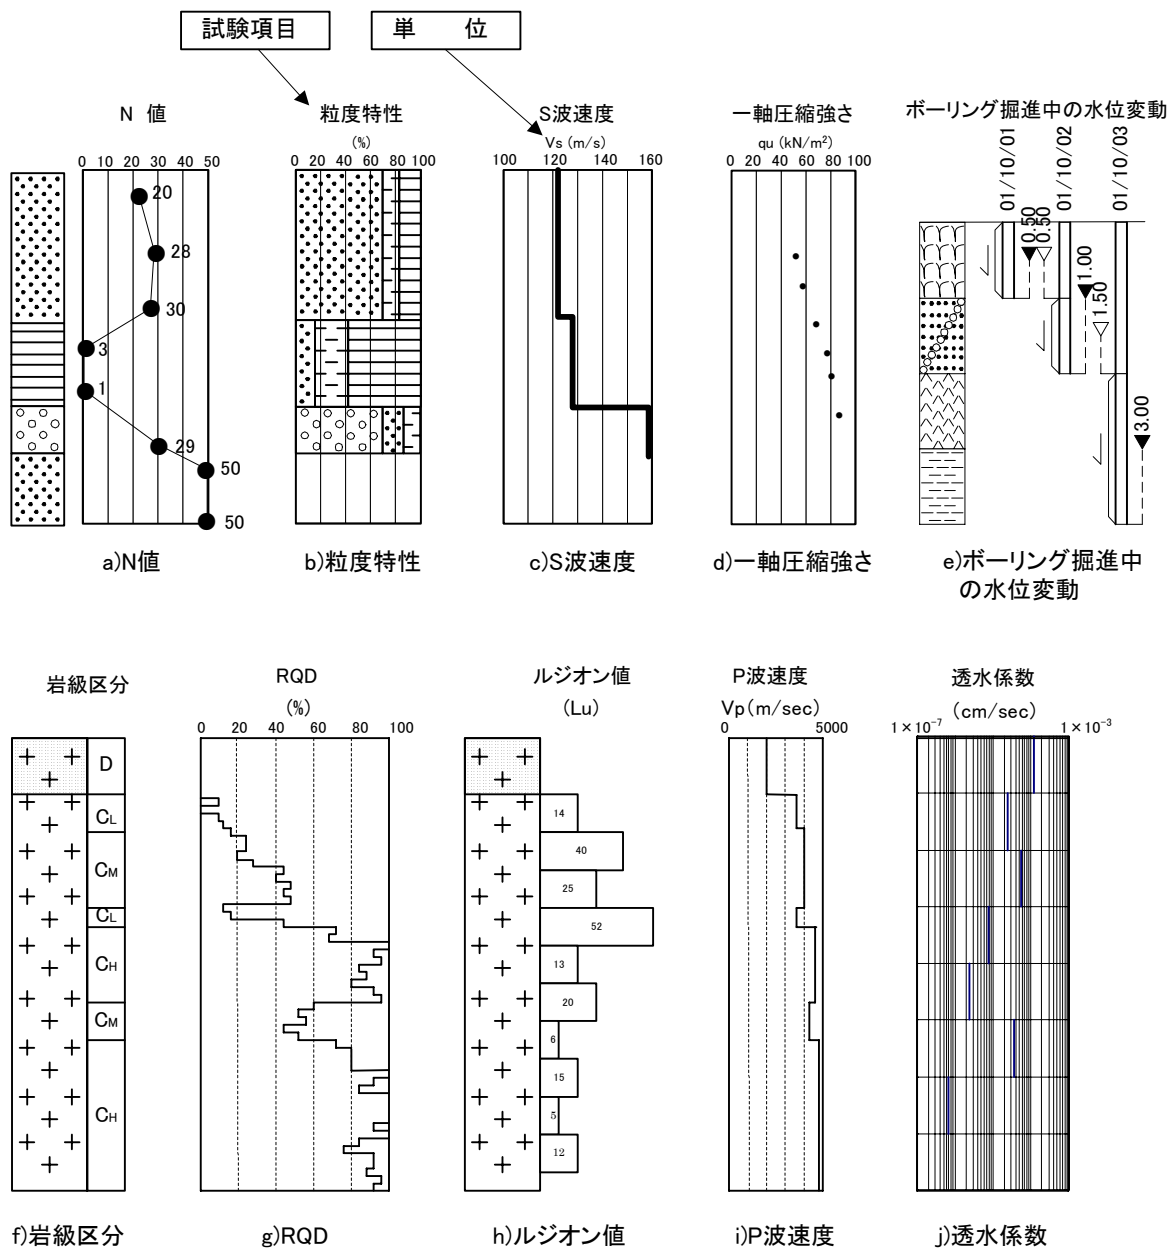 試験項目
単 位
N 値
粒度特性
S波速度
一軸圧縮強さ
ボーリング掘進中の水位変動
(%)
Vs (m/s)
qu (kN/m²)
0 10 20 30 40 50
0 20 40 60 80 100
100 120 140 160
0 20 40 60 80 100
01/10/01
01/10/02
01/10/03
20
28
30
3
1
29
50
50
0.50
0.50
1.00
1.50
3.00
a)N値
b)粒度特性
c)S波速度
d)一軸圧縮強さ
e)ボーリング掘進中
の水位変動
岩級区分
RQD
(%)
ルジオン値
(Lu)
P波速度
Vp(m/sec)
透水係数
(cm/sec)
0 20 40 60 80 100
0 5000
1×10⁻⁷ 1×10⁻³
D
CL
CM
CL
CH
CM
CH
14
40
25
52
13
20
6
15
5
12
f)岩級区分
g)RQD
h)ルジオン値
i)P波速度
j)透水係数